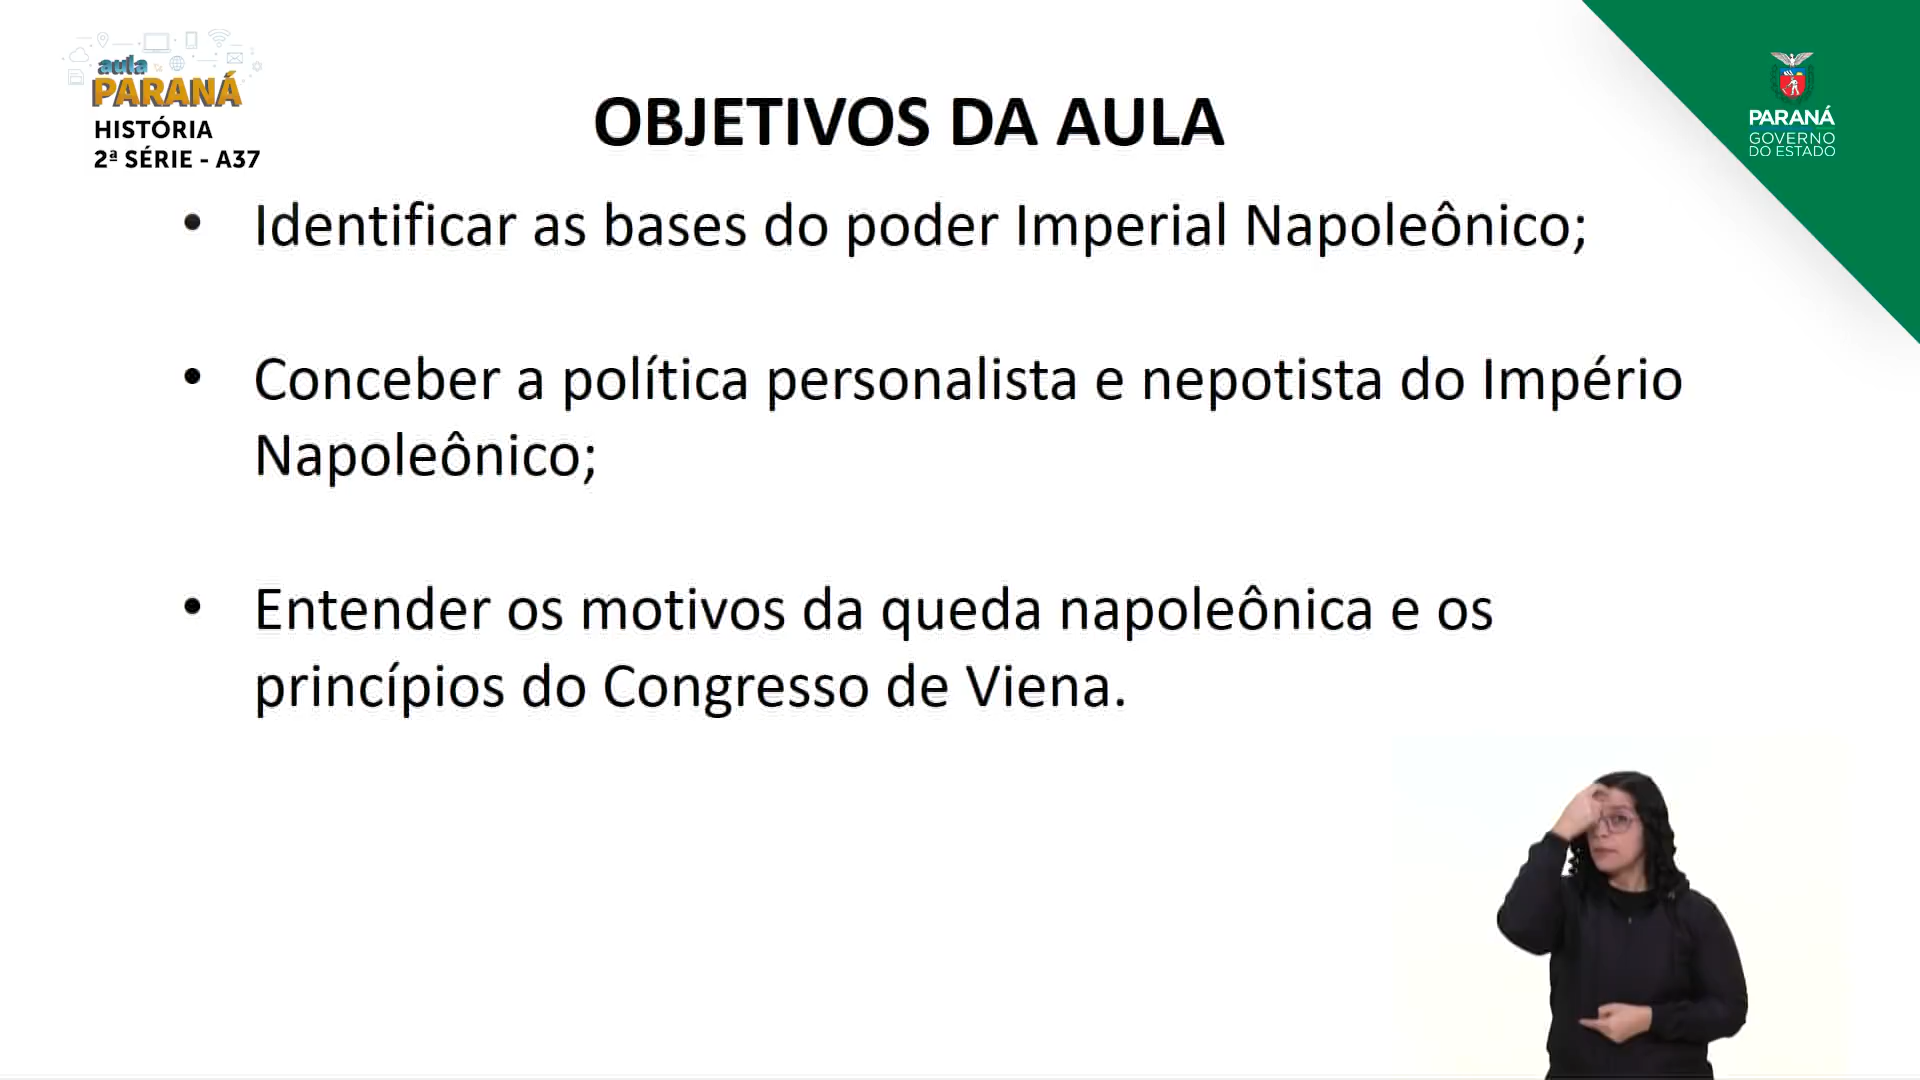 aula
PARANÁ
HISTÓRIA
2ª SÉRIE - A37
OBJETIVOS DA AULA
PARANÁ
GOVERNO
DO ESTADO
• Identificar as bases do poder Imperial Napoleônico;
• Conceber a política personalista e nepotista do Império
Napoleônico;
• Entender os motivos da queda napoleônica e os
princípios do Congresso de Viena.